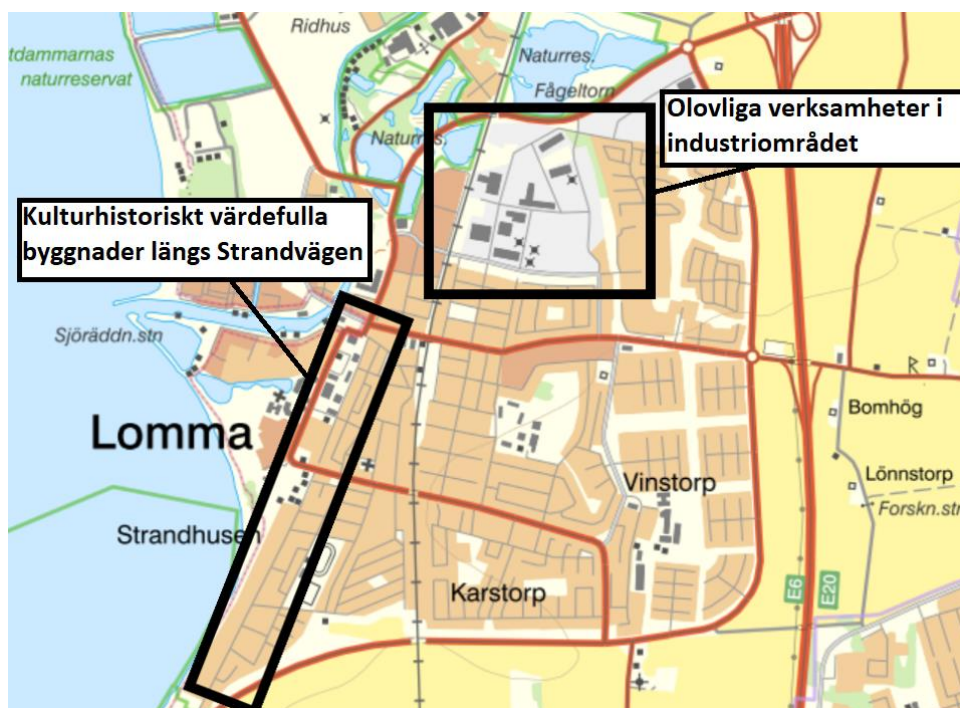 Ridhus
tdammarnas
naturreservat
Naturres.
Fågeltorn
Olovliga verksamheter i
industriområdet
Naturres.
Kulturhistoriskt värdefulla
byggnader längs Strandvägen
Sjöräddn.stn
R
Bomhög
Lomma
Lönnstorp
Vinstorp
Forskn.str
Strandhusen
E6
E20
Karstorp